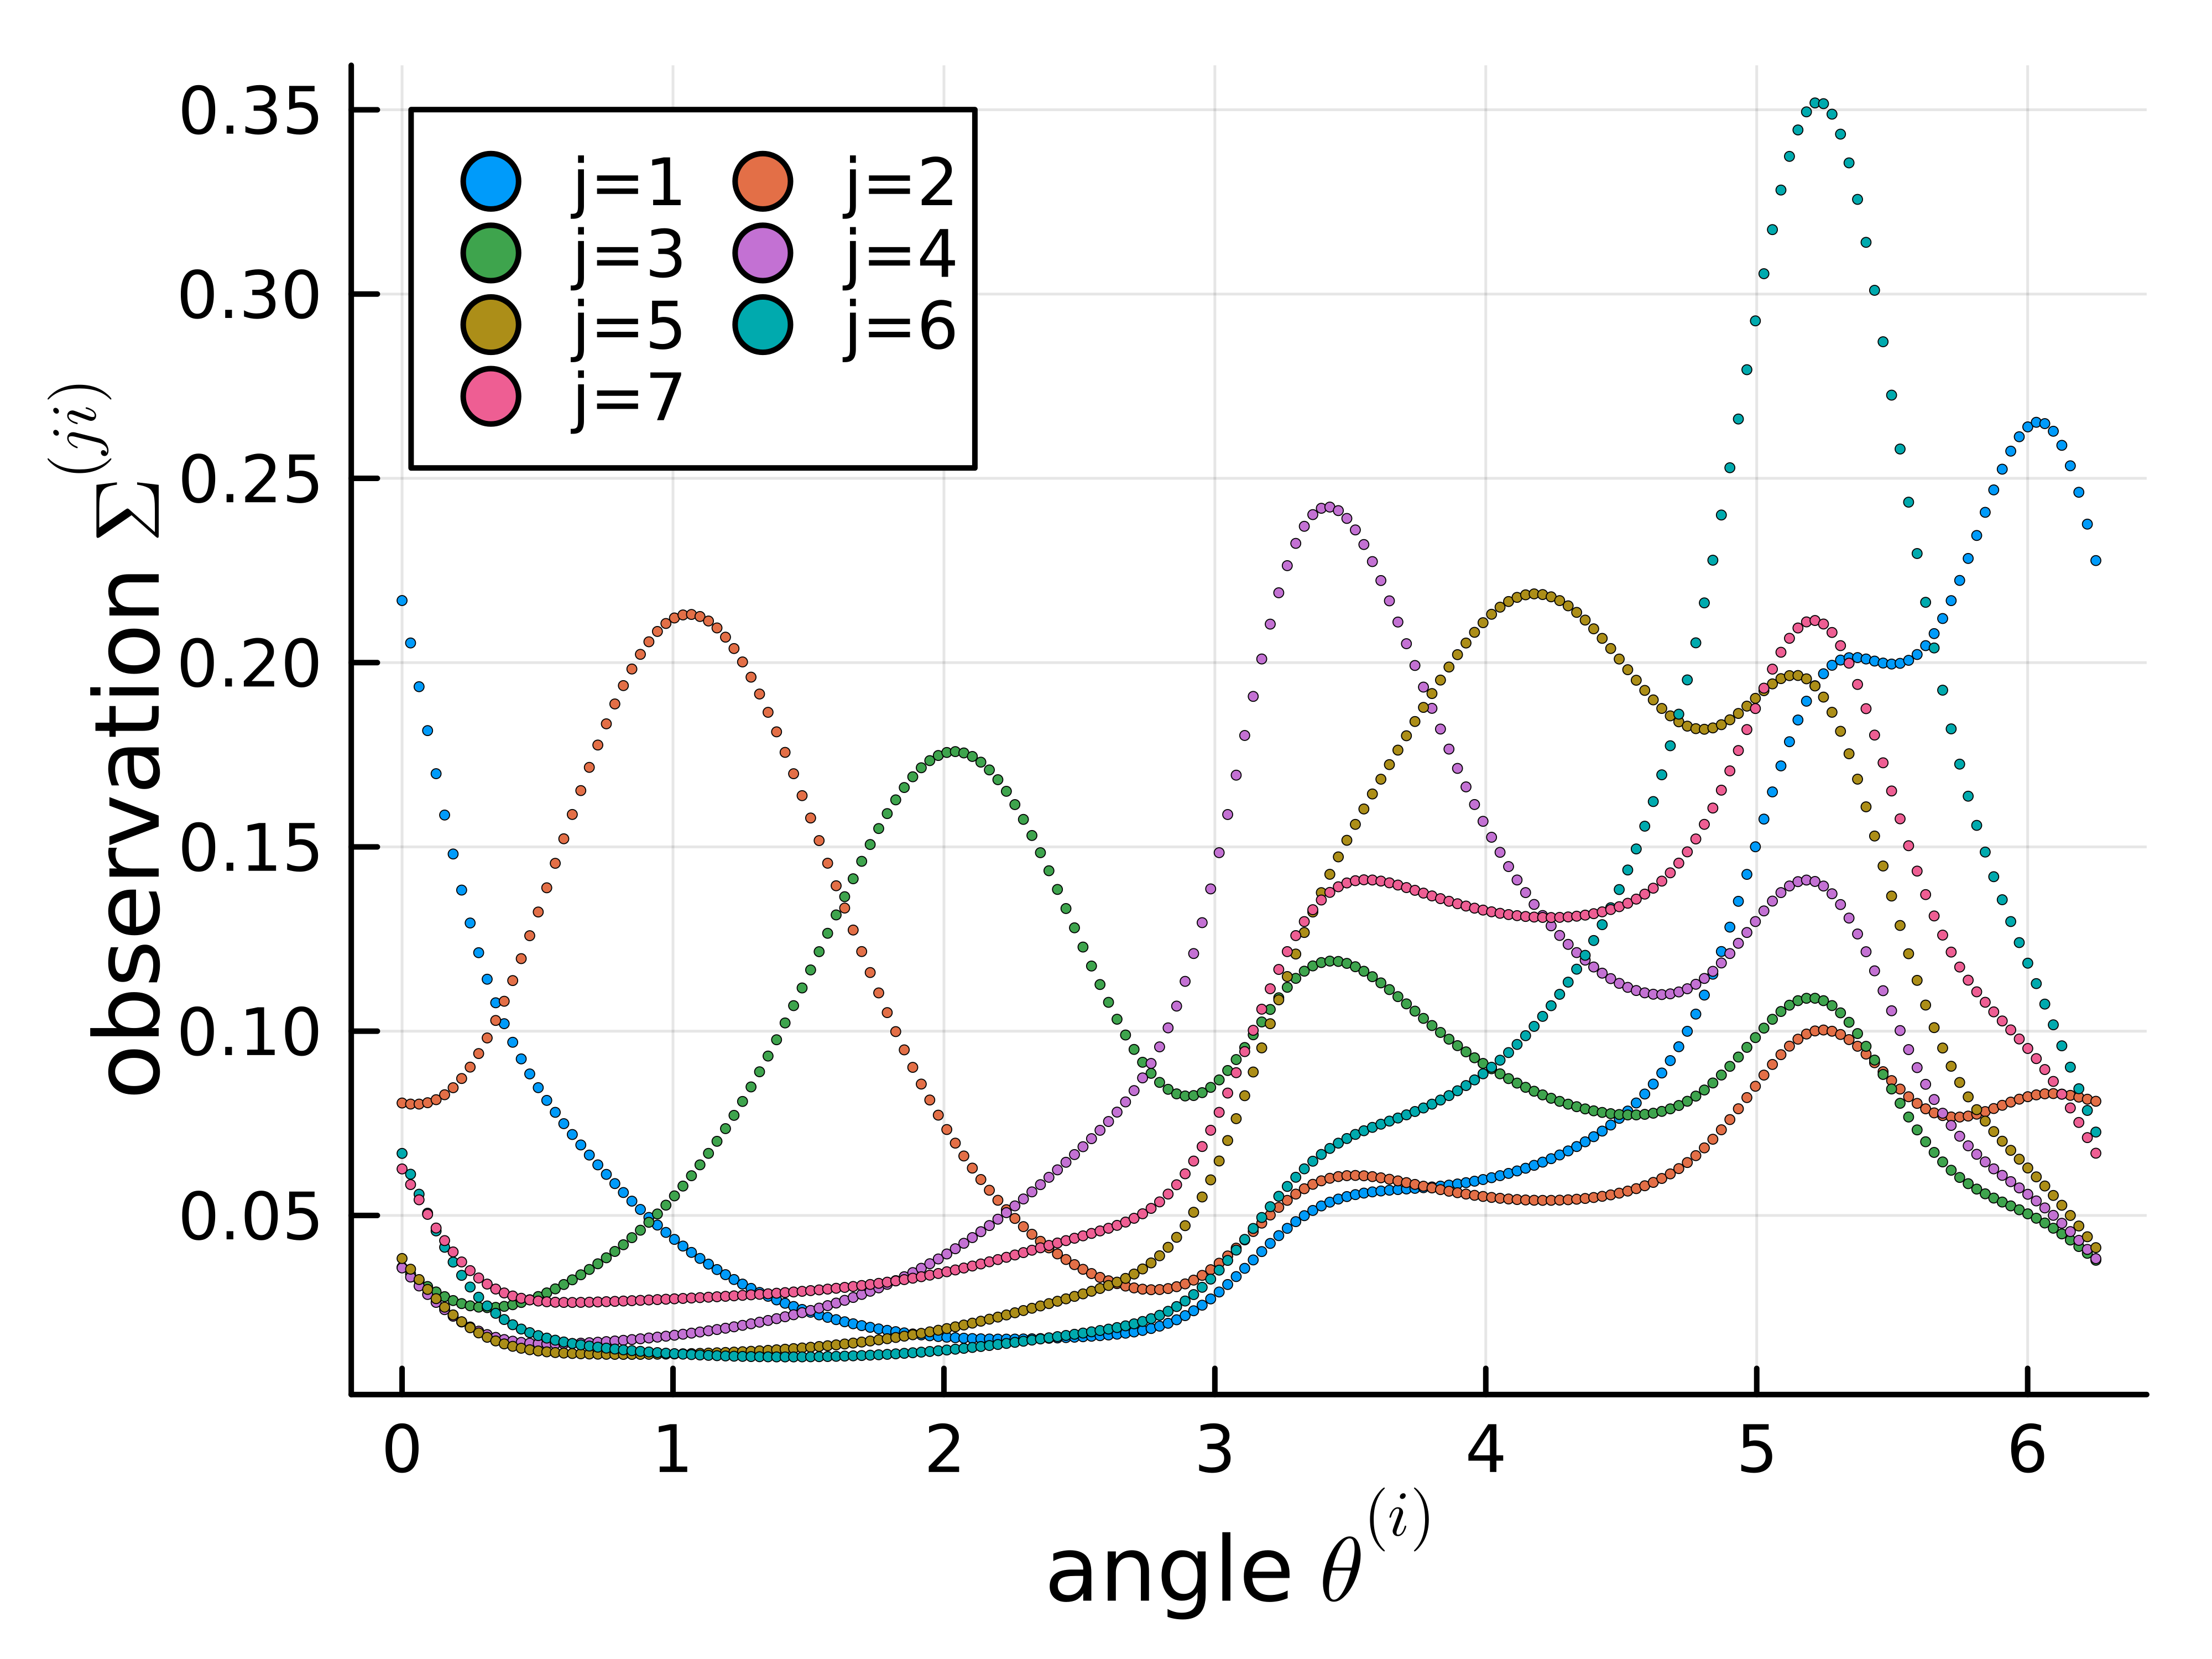 0.35
0.30
0.25
0.20
0.15
0.10
0.05
observation Σ^(ji)
j=1 j=2
j=3 j=4
j=5 j=6
j=7
0 1 2 3 4 5 6
angle θ^(i)